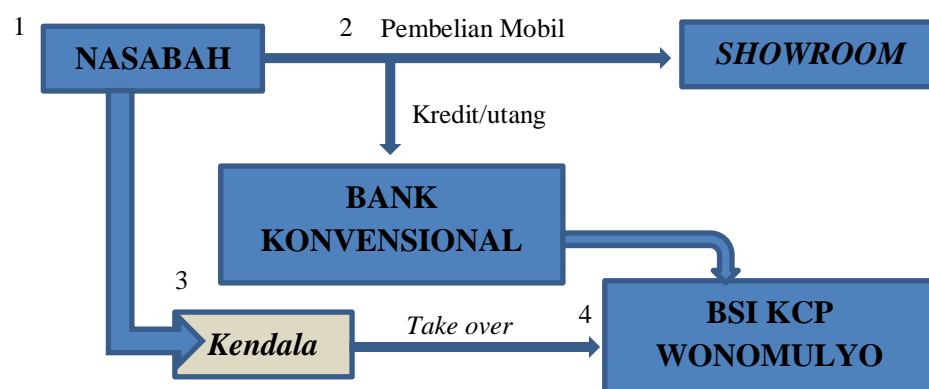 1
NASABAH
2 Pembelian Mobil
SHOWROOM
Kredit/utang
BANK
KONVENSIONAL
3
Kendala
Take over
4
BSI KCP
WONOMULYO